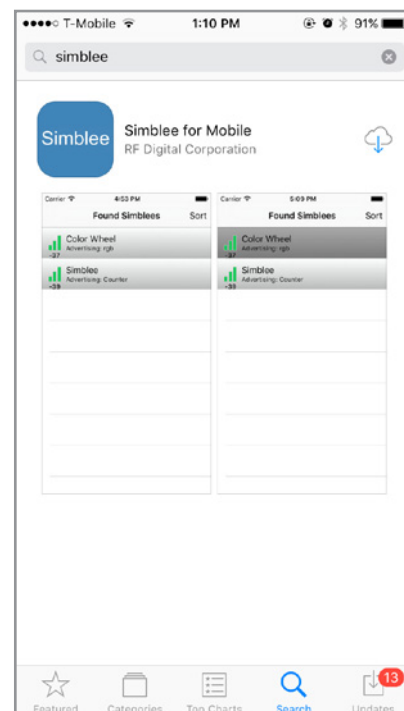 T-Mobile 1:10 PM 91%
simblee
Simblee
Simblee for Mobile
RF Digital Corporation
Carrier 4:53 PM
Found Simblees Sort
Color Wheel
Advertising: rgb
-37
Simblee
Advertising: Counter
-39
Carrier 5:09 PM
Found Simblees Sort
Color Wheel
Advertising: rgb
-37
Simblee
Advertising: Counter
13
Featured Categories Top Charts Search Updates